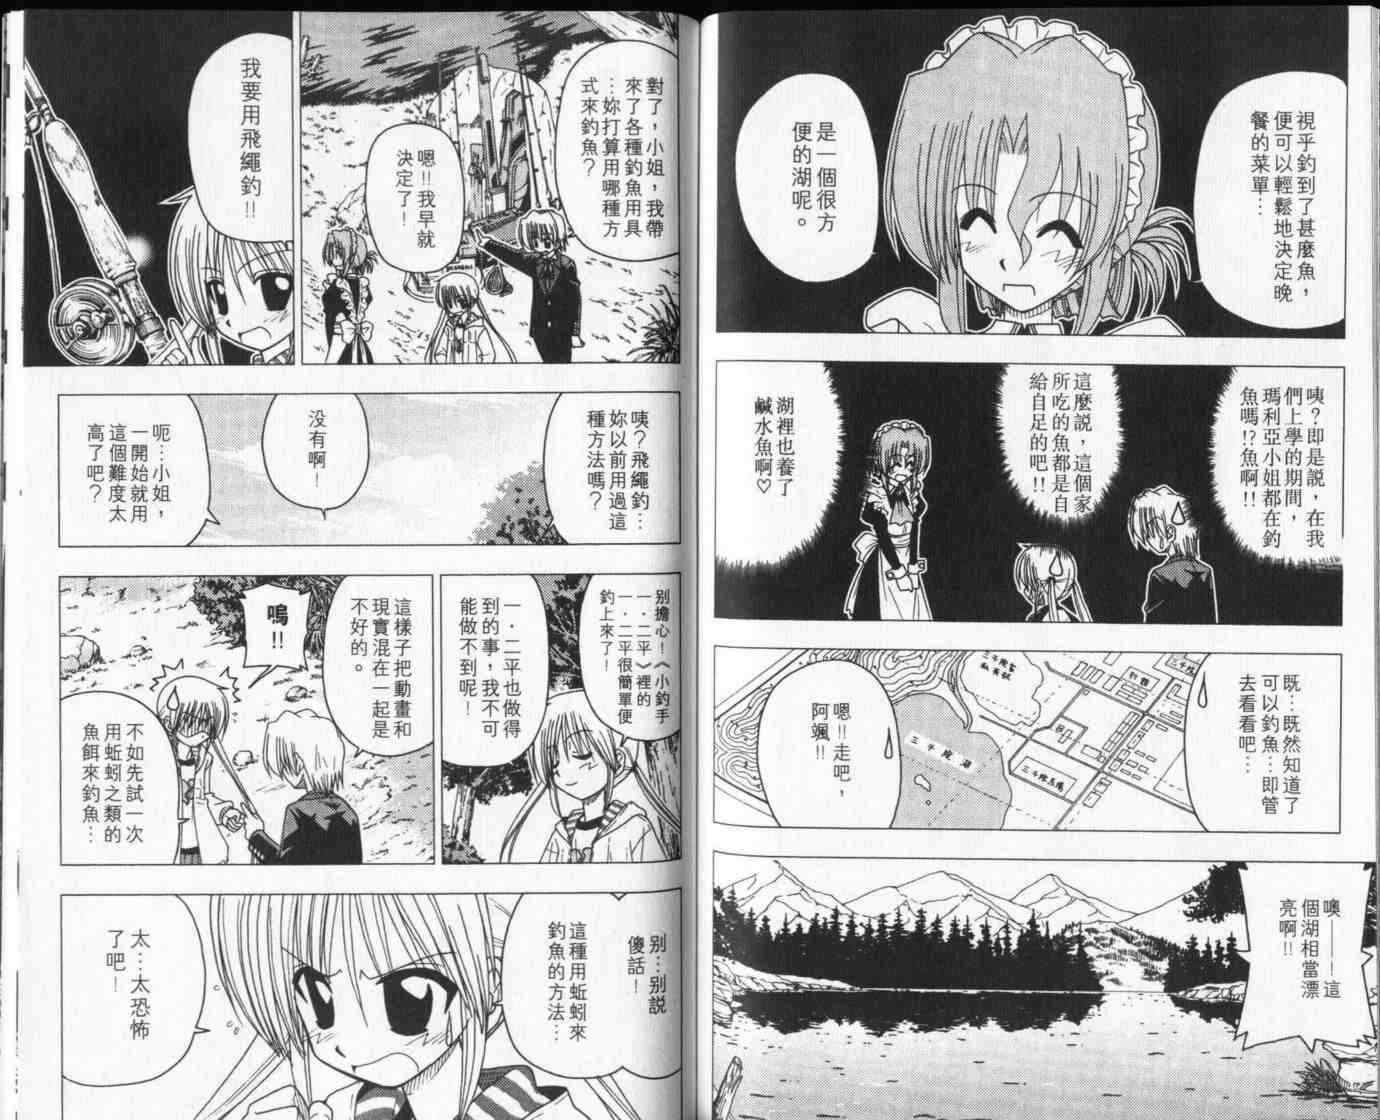 視乎釣到了甚麼魚，
便可以輕鬆地決定晚
餐的菜單…
是一個很方
便的湖呢。
咦？即是説，在我
們上學的期間，
瑪利亞小姐都在釣
魚嗎!?魚啊!!
這麼説，這個家
所吃的魚都是自
給自足的吧!!
湖裡也養了
鹹水魚啊♡
既…既然知道了
可以釣魚…即管
去看看吧…
嗯!!走吧，
阿颯!!
三千院湖
噢——這
個湖相當漂
亮啊!!
對了，小姐，我帶
來了各種釣魚用具
…妳打算用哪種方
式來釣魚？
嗯!!我早就
決定了！
我要用飛繩釣!!
咦？飛繩釣…
妳以前用過這
種方法嗎？
没有啊！
呃…小姐，
一開始就用
這個難度太
高了吧？
別擔心！《小釣手
一．二平》裡的
一．二平很簡單便
釣上來了！
一．二平也做得
到的事，我不可
能做不到呢！
這樣子把動畫和
現實混在一起是
不好的。
嗚!!
不如先試一次
用蚯蚓之類的
魚餌來釣魚…
別…別説
傻話！
這種用蚯蚓來
釣魚的方法…
太…太恐怖
了吧！